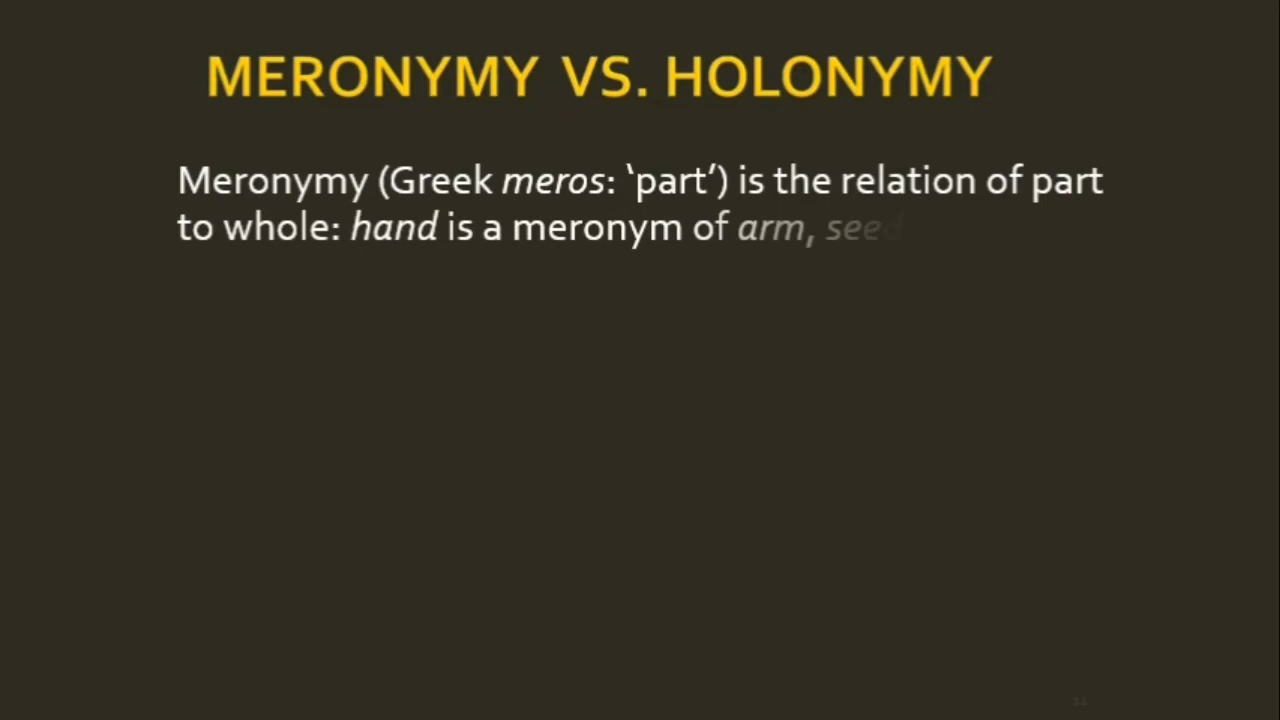 MERONYMY VS. HOLONYMY
Meronymy (Greek meros: ‘part’) is the relation of part
to whole: hand is a meronym of arm, seed